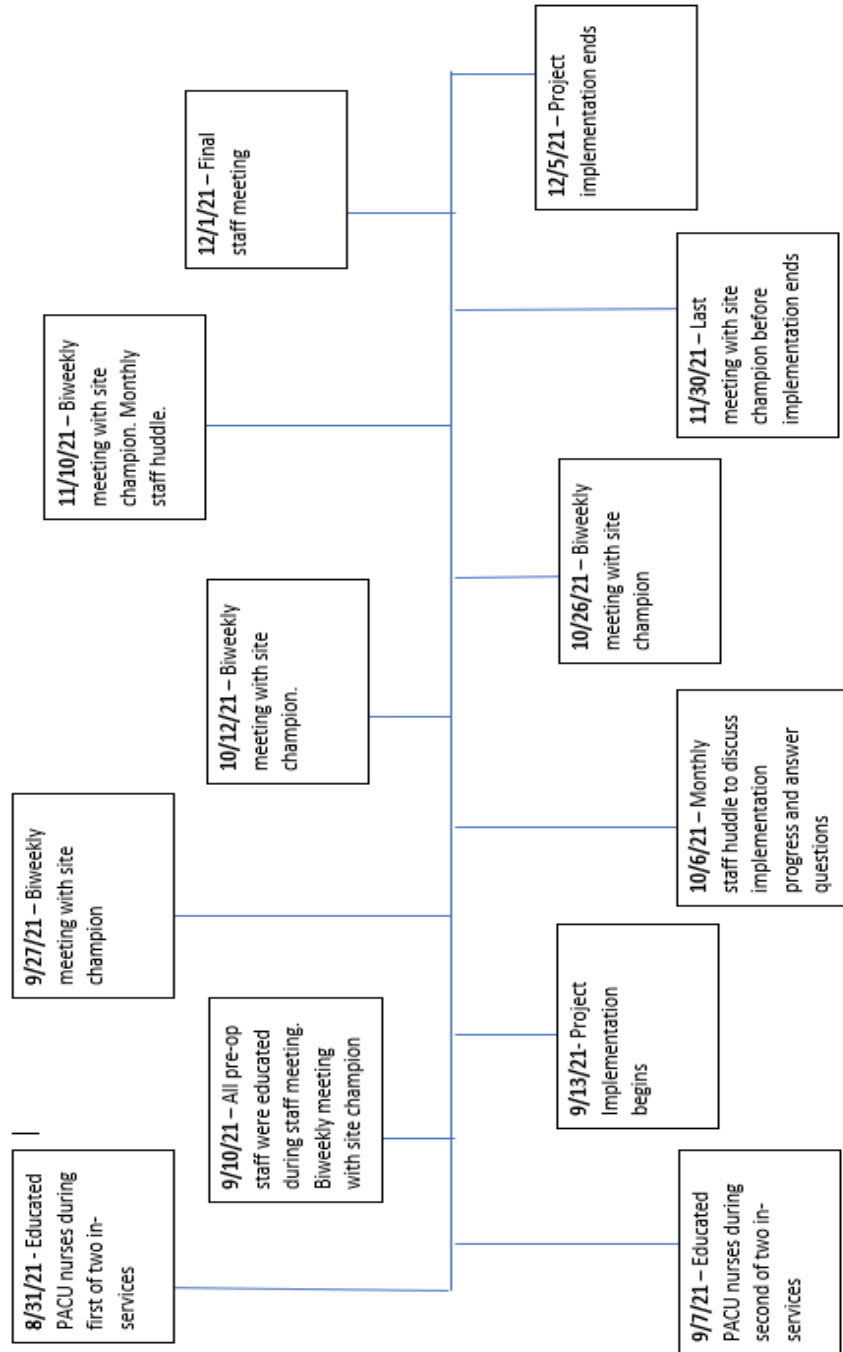 8/31/21 - Educated
PACU nurses during
first of two in-
services
9/7/21 – Educated
PACU nurses during
second of two in-
services
9/10/21 – All pre-op
staff were educated
during staff meeting.
Biweekly meeting
with site champion
9/13/21- Project
Implementation
begins
9/27/21 – Biweekly
meeting with site
champion
10/6/21 – Monthly
staff huddle to discuss
implementation
progress and answer
questions
10/12/21 – Biweekly
meeting with site
champion.
10/26/21 – Biweekly
meeting with site
champion
11/10/21 – Biweekly
meeting with site
champion. Monthly
staff huddle.
11/30/21 – Last
meeting with site
champion before
implementation ends
12/1/21 – Final
staff meeting
12/5/21 – Project
implementation ends